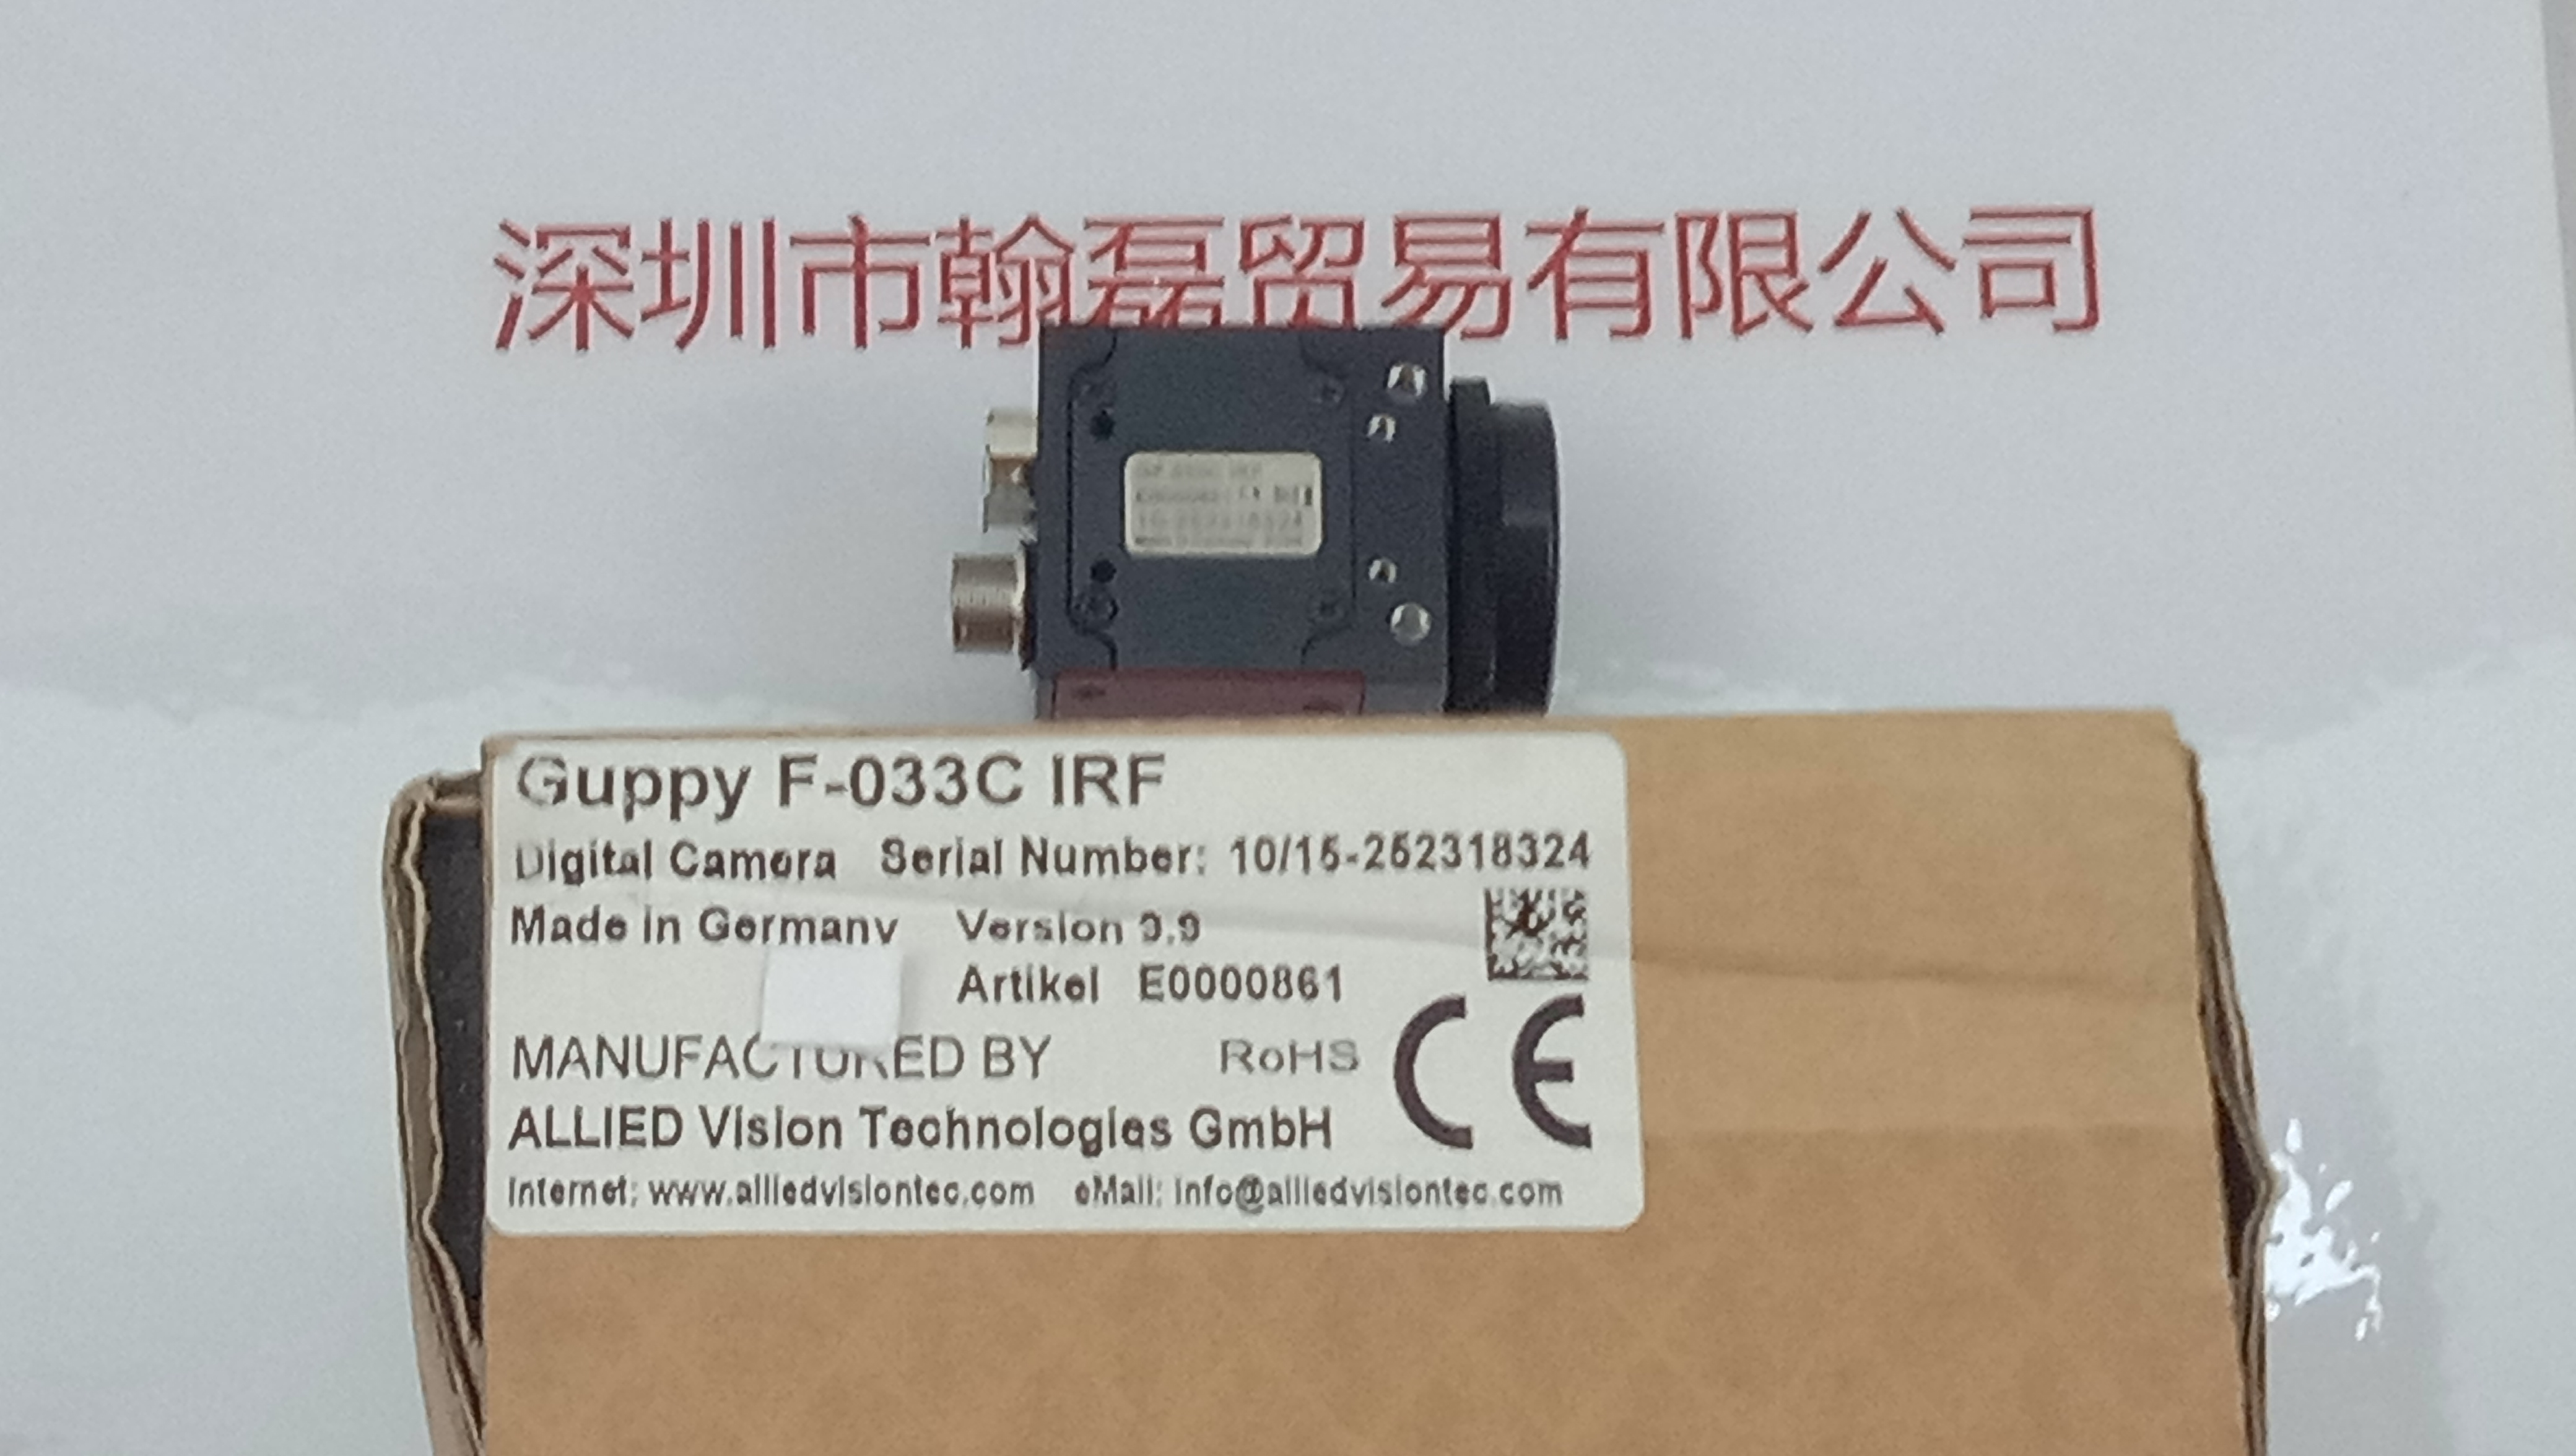 深圳市翰磊贸易有限公司
Guppy F-033C IRF
Digital Camera Serial Number: 10/15-252318324
Made in Germany Version 9.9
Artikel E0000861
MANUFACTURED BY RoHS CE
ALLIED Vision Technologies GmbH
Internet: www.alliedvisiontec.com eMail: info@alliedvisiontec.com